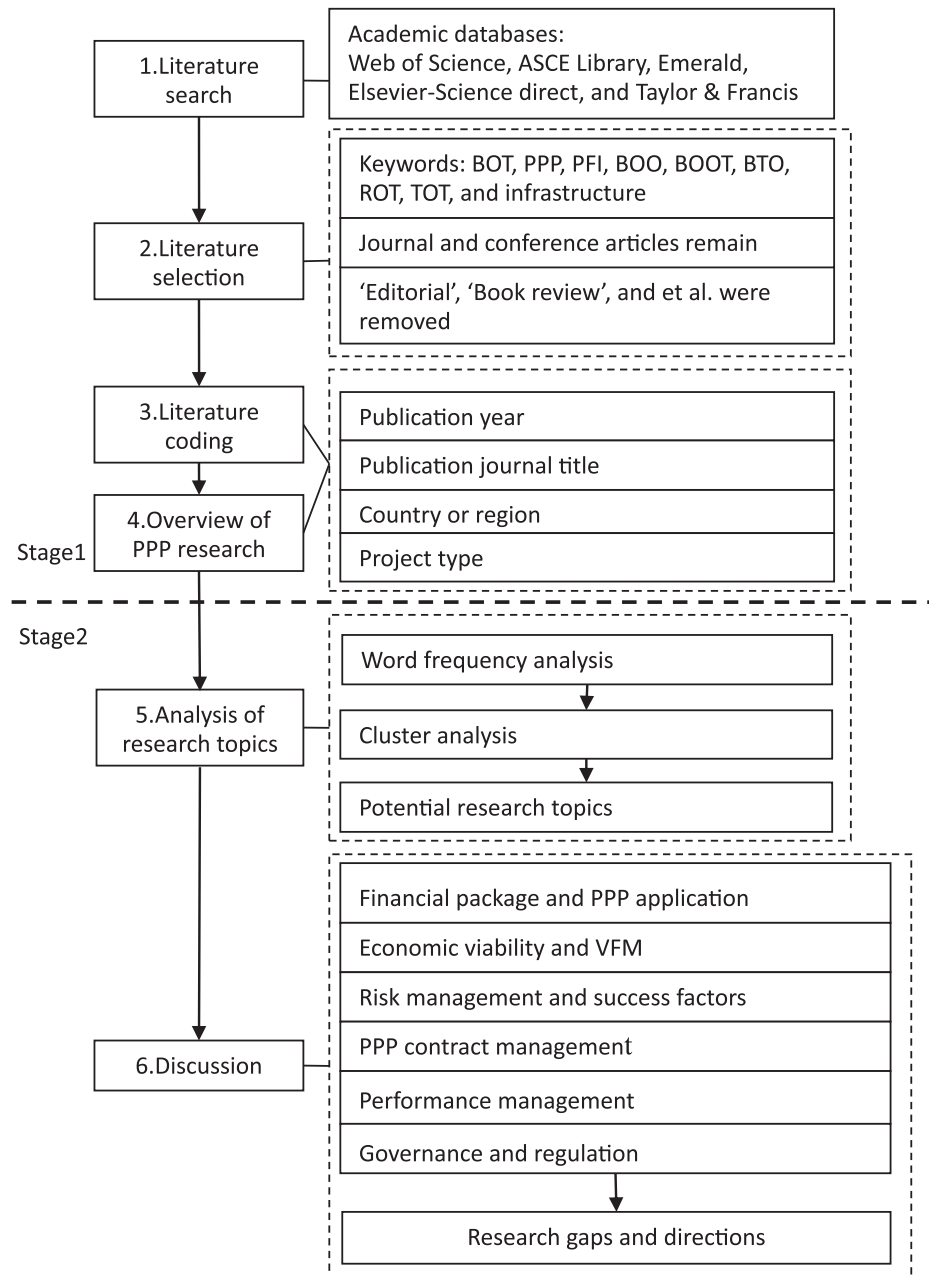 1.Literature
search
Academic databases:
Web of Science, ASCE Library, Emerald,
Elsevier-Science direct, and Taylor & Francis
2.Literature
selection
Keywords: BOT, PPP, PFI, BOO, BOOT, BTO,
ROT, TOT, and infrastructure
Journal and conference articles remain
‘Editorial’, ‘Book review’, and et al. were
removed
3.Literature
coding
4.Overview of
PPP research
Publication year
Publication journal title
Country or region
Project type
Stage1
Stage2
5.Analysis of
research topics
Word frequency analysis
Cluster analysis
Potential research topics
6.Discussion
Financial package and PPP application
Economic viability and VFM
Risk management and success factors
PPP contract management
Performance management
Governance and regulation
Research gaps and directions